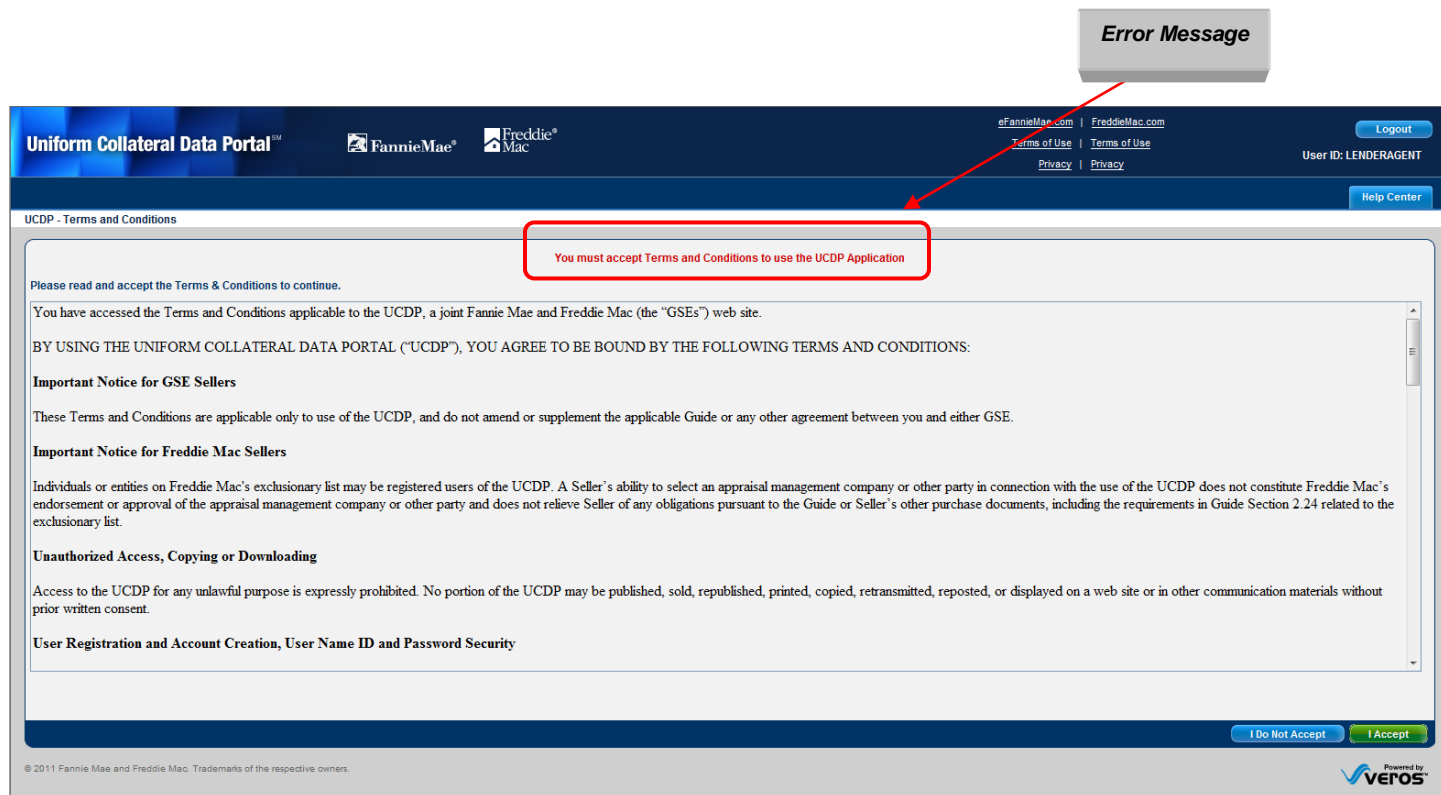 Error Message
Uniform Collateral Data Portal℠
FannieMae®
Freddie®
Mac
eFannieMae.com | FreddieMac.com
Terms of Use | Terms of Use
Privacy | Privacy
Logout
User ID: LENDERAGENT
Help Center
UCDP - Terms and Conditions
You must accept Terms and Conditions to use the UCDP Application
Please read and accept the Terms & Conditions to continue.
You have accessed the Terms and Conditions applicable to the UCDP, a joint Fannie Mae and Freddie Mac (the “GSEs”) web site.
BY USING THE UNIFORM COLLATERAL DATA PORTAL (“UCDP”), YOU AGREE TO BE BOUND BY THE FOLLOWING TERMS AND CONDITIONS:
Important Notice for GSE Sellers
These Terms and Conditions are applicable only to use of the UCDP, and do not amend or supplement the applicable Guide or any other agreement between you and either GSE.
Important Notice for Freddie Mac Sellers
Individuals or entities on Freddie Mac's exclusionary list may be registered users of the UCDP. A Seller’s ability to select an appraisal management company or other party in connection with the use of the UCDP does not constitute Freddie Mac’s
endorsement or approval of the appraisal management company or other party and does not relieve Seller of any obligations pursuant to the Guide or Seller’s other purchase documents, including the requirements in Guide Section 2.24 related to the
exclusionary list.
Unauthorized Access, Copying or Downloading
Access to the UCDP for any unlawful purpose is expressly prohibited. No portion of the UCDP may be published, sold, republished, printed, copied, retransmitted, reposted, or displayed on a web site or in other communication materials without
prior written consent.
User Registration and Account Creation, User Name ID and Password Security
I Do Not Accept
I Accept
© 2011 Fannie Mae and Freddie Mac. Trademarks of the respective owners.
Powered by
veros™